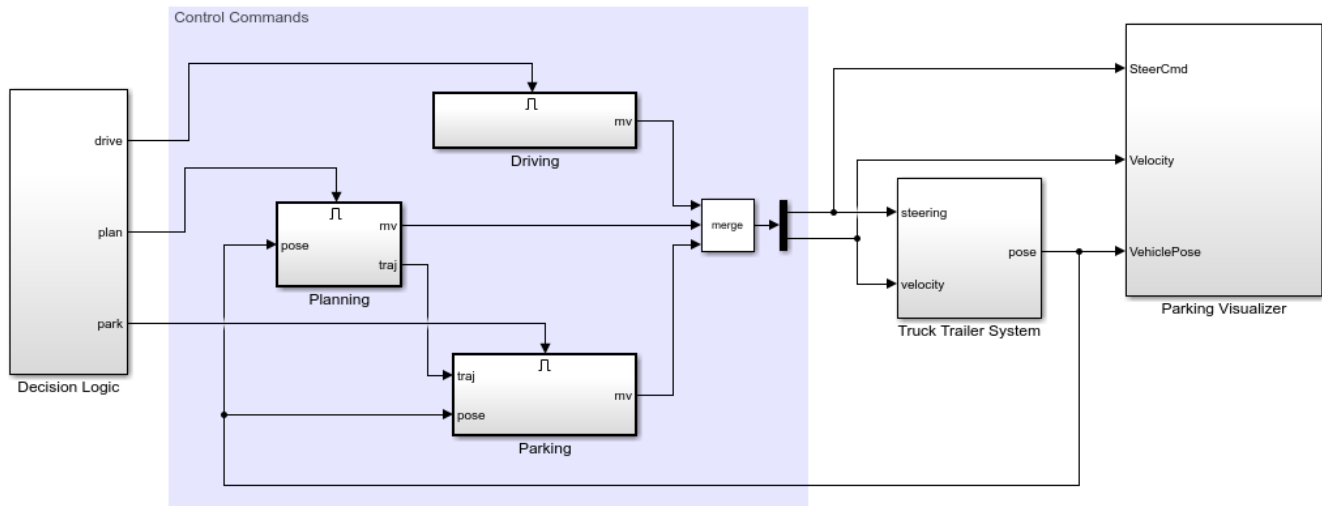 Control Commands
SteerCmd
drive
mv
Driving
Velocity
merge
steering
plan
mv
pose
traj
Planning
pose
VehiclePose
velocity
Parking Visualizer
Truck Trailer System
park
Decision Logic
traj
mv
pose
Parking